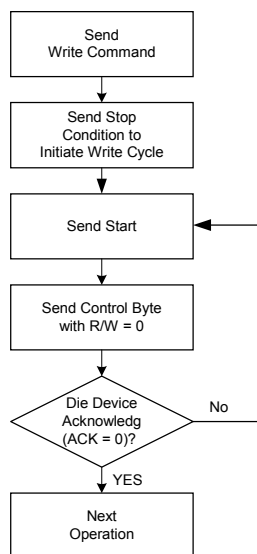 Send
Write Command
Send Stop
Condition to
Initiate Write Cycle
Send Start
Send Control Byte
with R/W = 0
Die Device
Acknowledg
(ACK = 0)?
No
YES
Next
Operation